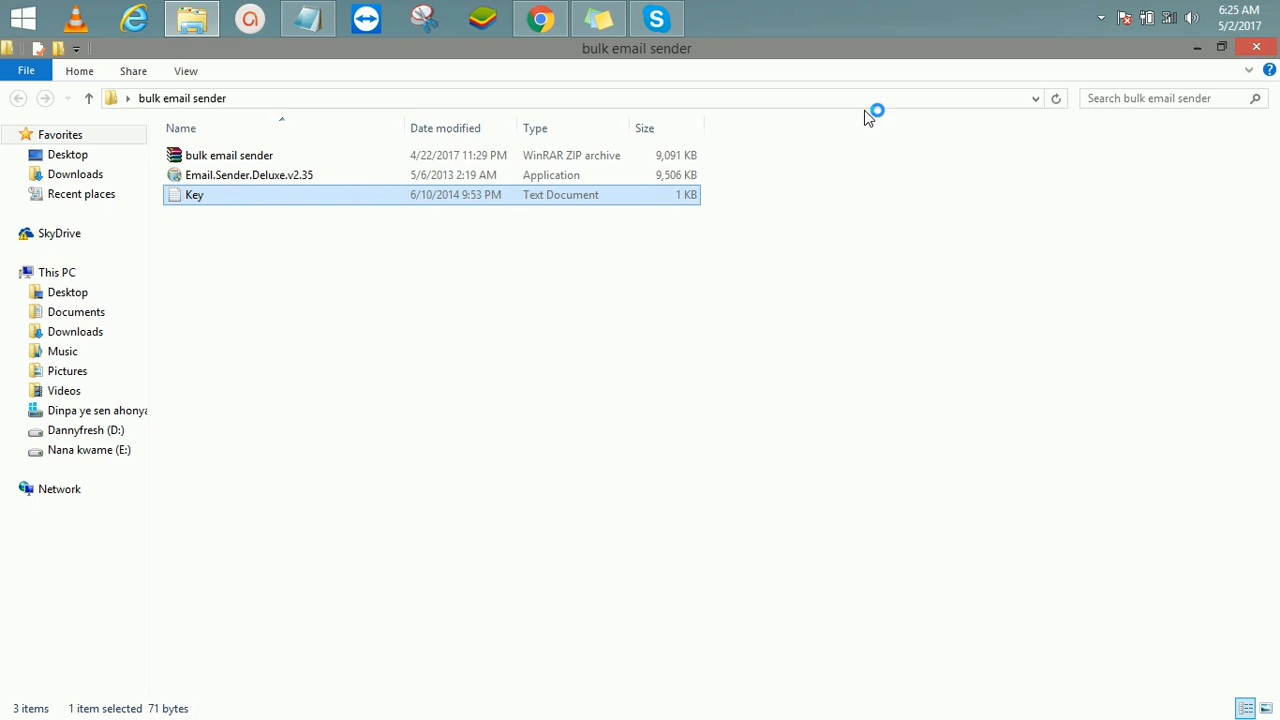 6:25 AM
5/2/2017
bulk email sender
File Home Share View
bulk email sender
Search bulk email sender
Name Date modified Type Size
bulk email sender 4/22/2017 11:29 PM WinRAR ZIP archive 9,091 KB
Email.Sender.Deluxe.v2.35 5/6/2013 2:19 AM Application 9,506 KB
Key 6/10/2014 9:53 PM Text Document 1 KB
Favorites
Desktop
Downloads
Recent places
SkyDrive
This PC
Desktop
Documents
Downloads
Music
Pictures
Videos
Dinpa ye sen ahonya
Dannyfresh (D:)
Nana kwame (E:)
Network
3 items 1 item selected 71 bytes